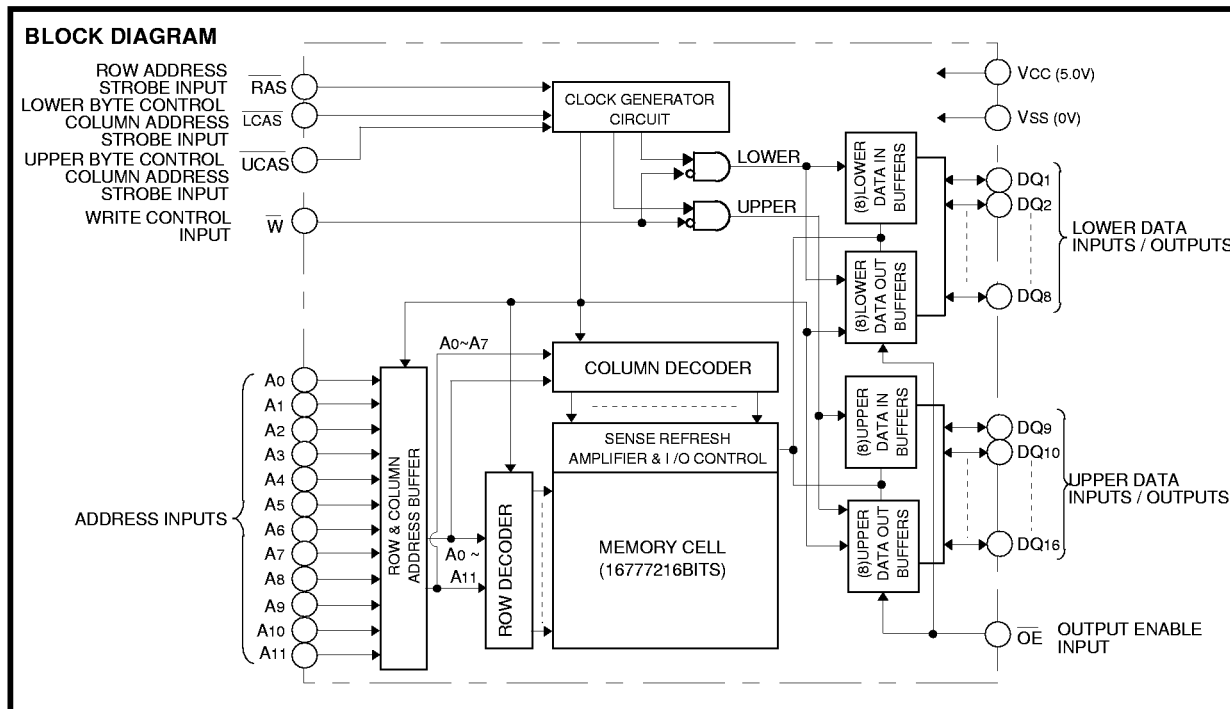 BLOCK DIAGRAM
ROW ADDRESS
STROBE INPUT
RAS
LOWER BYTE CONTROL
COLUMN ADDRESS
STROBE INPUT
LCAS
UPPER BYTE CONTROL
COLUMN ADDRESS
STROBE INPUT
UCAS
WRITE CONTROL
INPUT
W
CLOCK GENERATOR
CIRCUIT
LOWER
UPPER
VCC (5.0V)
VSS (0V)
(8)LOWER
DATA IN
BUFFERS
(8)LOWER
DATA OUT
BUFFERS
DQ1
DQ2
DQ8
LOWER DATA
INPUTS / OUTPUTS
A0~A7
COLUMN DECODER
SENSE REFRESH
AMPLIFIER & I /O CONTROL
MEMORY CELL
(16777216BITS)
ROW DECODER
ROW & COLUMN
ADDRESS BUFFER
A0 ~
A11
ADDRESS INPUTS
A0
A1
A2
A3
A4
A5
A6
A7
A8
A9
A10
A11
(8)UPPER
DATA IN
BUFFERS
(8)UPPER
DATA OUT
BUFFERS
DQ9
DQ10
DQ16
UPPER DATA
INPUTS / OUTPUTS
OE
OUTPUT ENABLE
INPUT